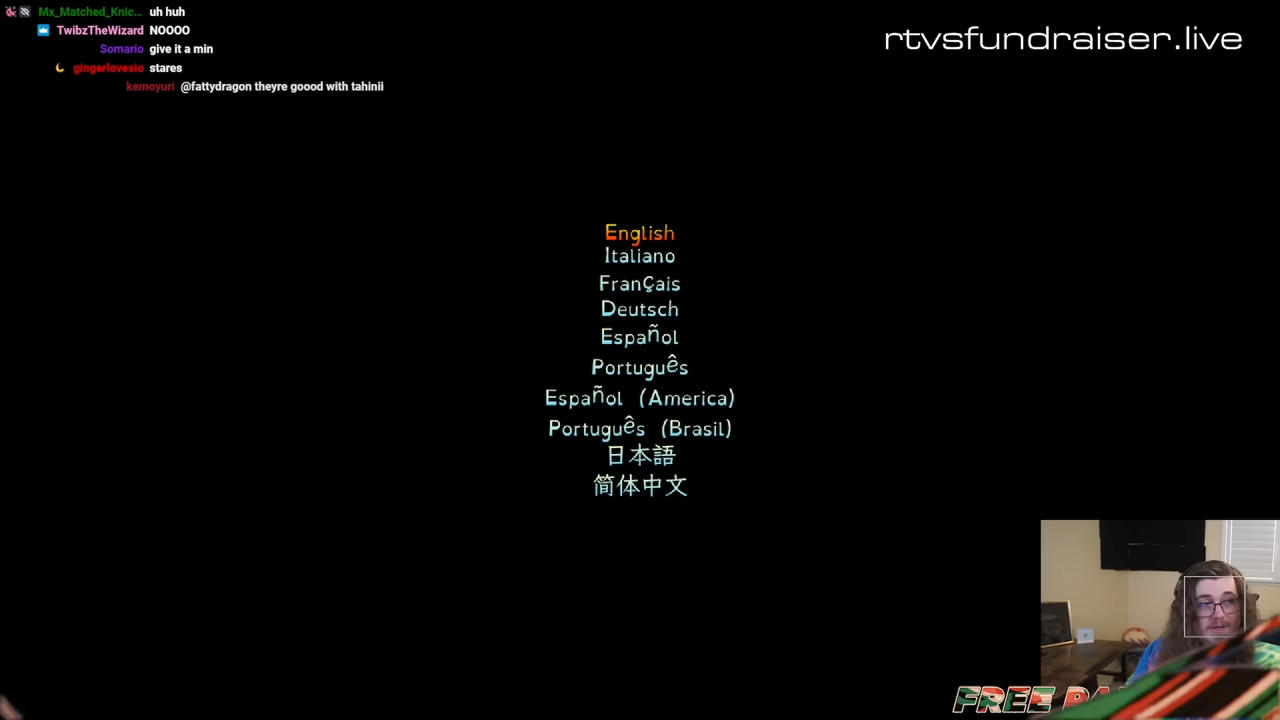 Mx_Matched_Knic... uh huh
TwibzTheWizard NOOOO
Somario give it a min
gingerlovesio stares
kemoyuri @fattydragon theyre goood with tahinii
rtvsfundraiser.live
English
Italiano
Français
Deutsch
Español
Português
Español (America)
Português (Brasil)
日本語
简体中文
FREE